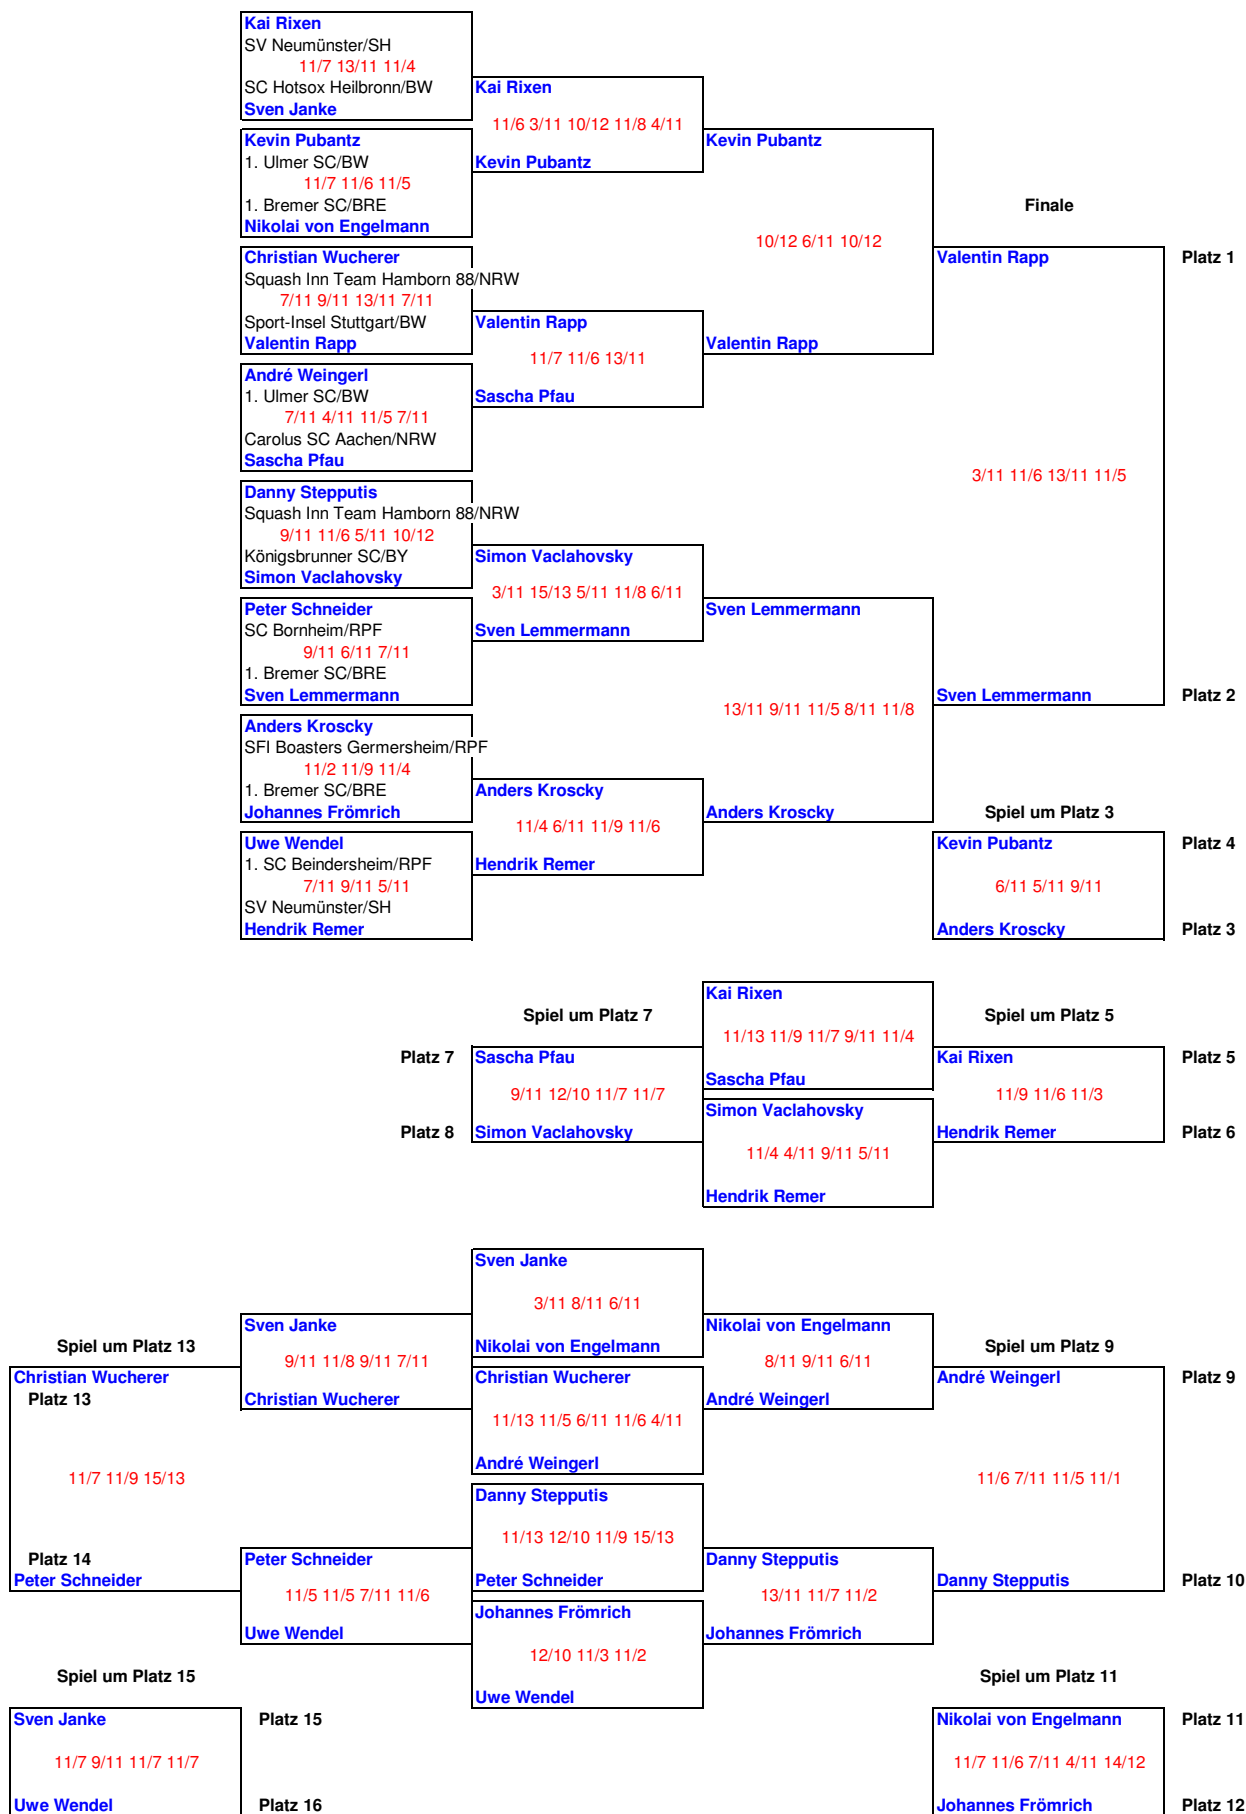 Kai Rixen
SV Neumünster/SH
11/7 13/11 11/4
SC Hotsox Heilbronn/BW
Kai Rixen
Sven Janke
11/6 3/11 10/12 11/8 4/11
Kevin Pubantz
Kevin Pubantz
1. Ulmer SC/BW
Kevin Pubantz
11/7 11/6 11/5
1. Bremer SC/BRE
Finale
Nikolai von Engelmann
10/12 6/11 10/12
Christian Wucherer
Valentin Rapp
Platz 1
Squash Inn Team Hamborn 88/NRW
7/11 9/11 13/11 7/11
Sport-Insel Stuttgart/BW
Valentin Rapp
Valentin Rapp
Valentin Rapp
11/7 11/6 13/11
André Weingerl
1. Ulmer SC/BW
Sascha Pfau
7/11 4/11 11/5 7/11
Carolus SC Aachen/NRW
Sascha Pfau
3/11 11/6 13/11 11/5
Danny Stepputis
Squash Inn Team Hamborn 88/NRW
9/11 11/6 5/11 10/12
Königsbrunner SC/BY
Simon Vaclahovsky
Simon Vaclahovsky
3/11 15/13 5/11 11/8 6/11
Peter Schneider
Sven Lemmermann
SC Bornheim/RPF
Sven Lemmermann
9/11 6/11 7/11
1. Bremer SC/BRE
Sven Lemmermann
Sven Lemmermann
Platz 2
13/11 9/11 11/5 8/11 11/8
Anders Kroscky
SFI Boasters Germersheim/RPF
11/2 11/9 11/4
1. Bremer SC/BRE
Anders Kroscky
Johannes Frömrich
Anders Kroscky
Spiel um Platz 3
11/4 6/11 11/9 11/6
Uwe Wendel
Kevin Pubantz
Platz 4
1. SC Beindersheim/RPF
Hendrik Remer
7/11 9/11 5/11
6/11 5/11 9/11
SV Neumünster/SH
Hendrik Remer
Anders Kroscky
Platz 3
Kai Rixen
Spiel um Platz 7
Spiel um Platz 5
11/13 11/9 11/7 9/11 11/4
Platz 7
Sascha Pfau
Kai Rixen
Platz 5
Sascha Pfau
9/11 12/10 11/7 11/7
11/9 11/6 11/3
Simon Vaclahovsky
Platz 8
Simon Vaclahovsky
Hendrik Remer
Platz 6
11/4 4/11 9/11 5/11
Hendrik Remer
Sven Janke
3/11 8/11 6/11
Sven Janke
Nikolai von Engelmann
Spiel um Platz 13
Nikolai von Engelmann
Spiel um Platz 9
9/11 11/8 9/11 7/11
8/11 9/11 6/11
Christian Wucherer
Christian Wucherer
André Weingerl
Platz 9
Platz 13
Christian Wucherer
André Weingerl
11/13 11/5 6/11 11/6 4/11
André Weingerl
11/7 11/9 15/13
11/6 7/11 11/5 11/1
Danny Stepputis
11/13 12/10 11/9 15/13
Platz 14
Peter Schneider
Danny Stepputis
Peter Schneider
Peter Schneider
Danny Stepputis
Platz 10
11/5 11/5 7/11 11/6
13/11 11/7 11/2
Johannes Frömrich
Uwe Wendel
Johannes Frömrich
12/10 11/3 11/2
Spiel um Platz 15
Spiel um Platz 11
Uwe Wendel
Sven Janke
Platz 15
Nikolai von Engelmann
Platz 11
11/7 9/11 11/7 11/7
11/7 11/6 7/11 4/11 14/12
Uwe Wendel
Platz 16
Johannes Frömrich
Platz 12